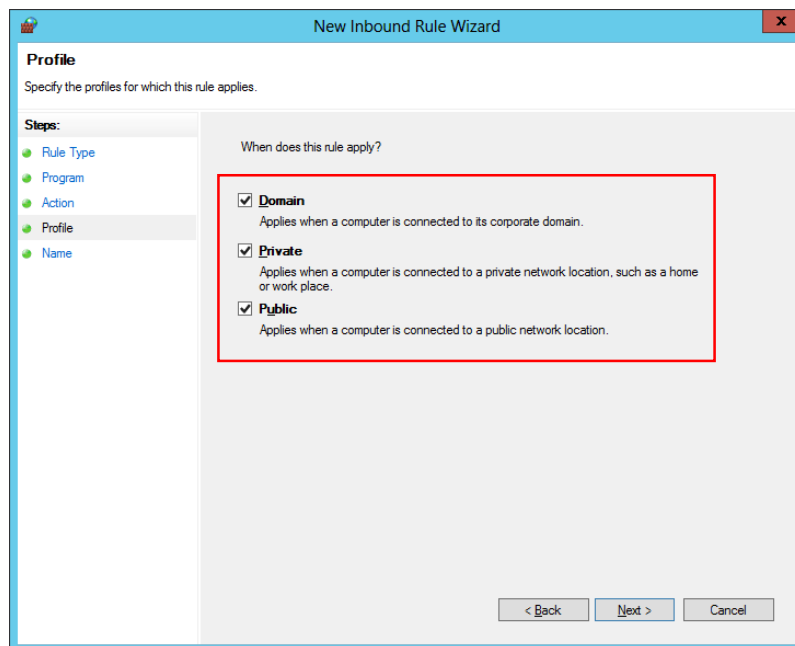 New Inbound Rule Wizard
x
Profile
Specify the profiles for which this rule applies.
Steps:
Rule Type
Program
Action
Profile
Name
When does this rule apply?
Domain
Applies when a computer is connected to its corporate domain.
Private
Applies when a computer is connected to a private network location, such as a home
or work place.
Public
Applies when a computer is connected to a public network location.
< Back
Next >
Cancel